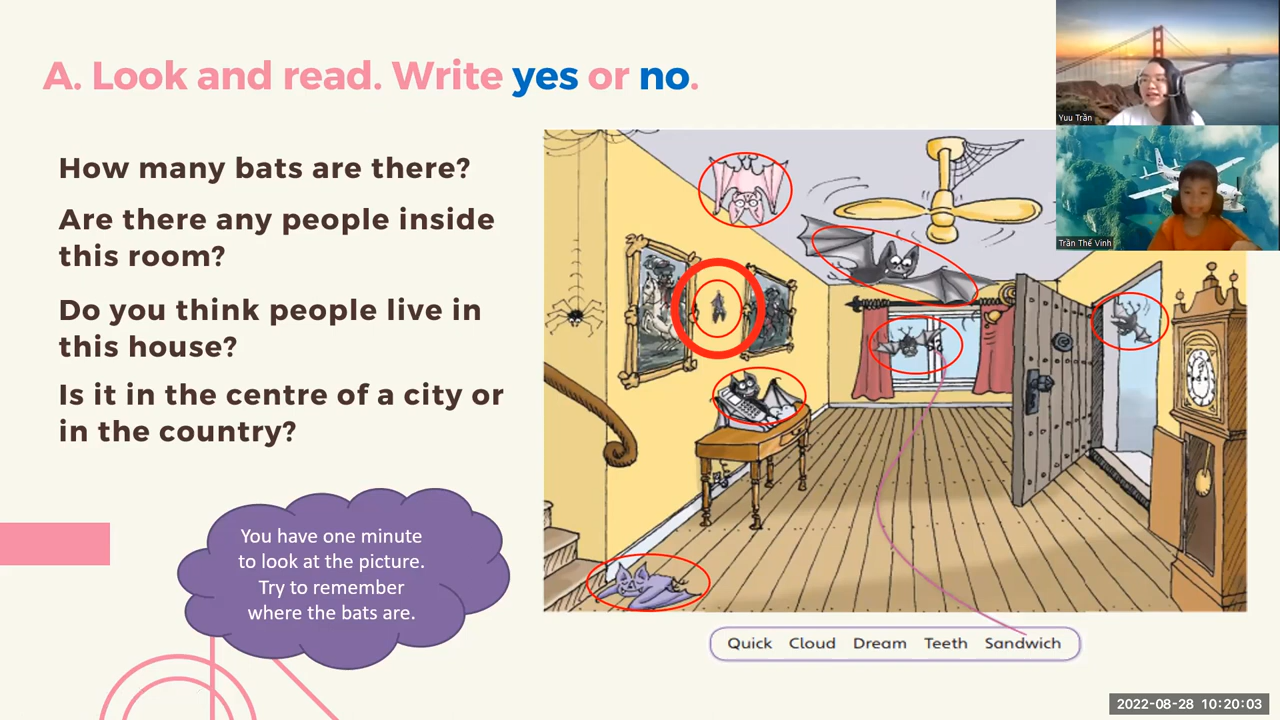 A. Look and read. Write yes or no.
How many bats are there?
Are there any people inside
this room?
Do you think people live in
this house?
Is it in the centre of a city or
in the country?
You have one minute
to look at the picture.
Try to remember
where the bats are.
Quick Cloud Dream Teeth Sandwich
Yuu Trần
Trần Thế Vinh
2022-08-28 10:20:03